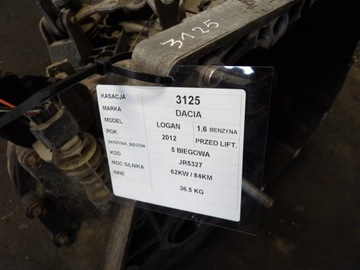 3125
KASACJA 3125
MARKA DACIA
MODEL LOGAN 1.6 BENZYNA
ROK 2012 PRZED LIFT.
SKRZYNIA_BIEGÓW 5 BIEGOWA
KOD JR5327
MOC SILNIKA 62KW / 84KM
INNE
36.5 KG